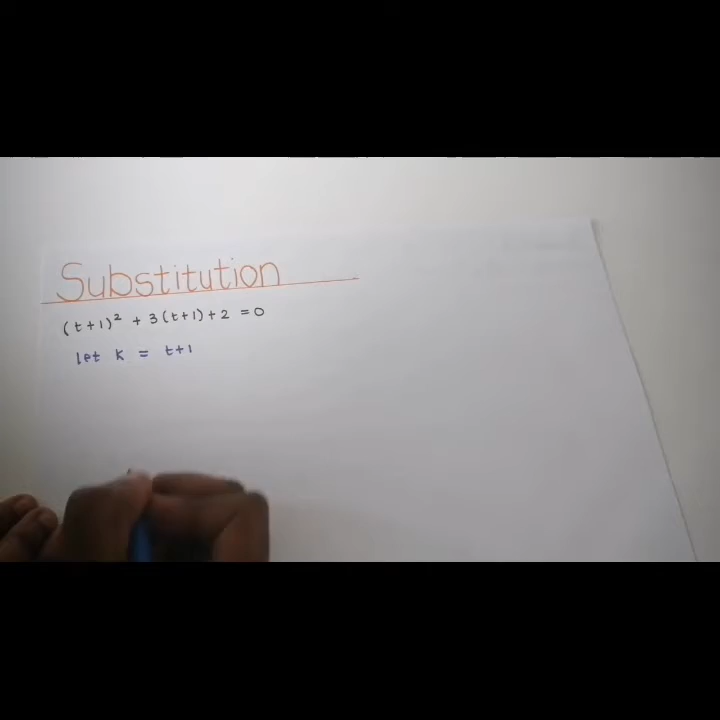 Substitution
(t+1)² + 3(t+1)+2 = 0
let k = t+1